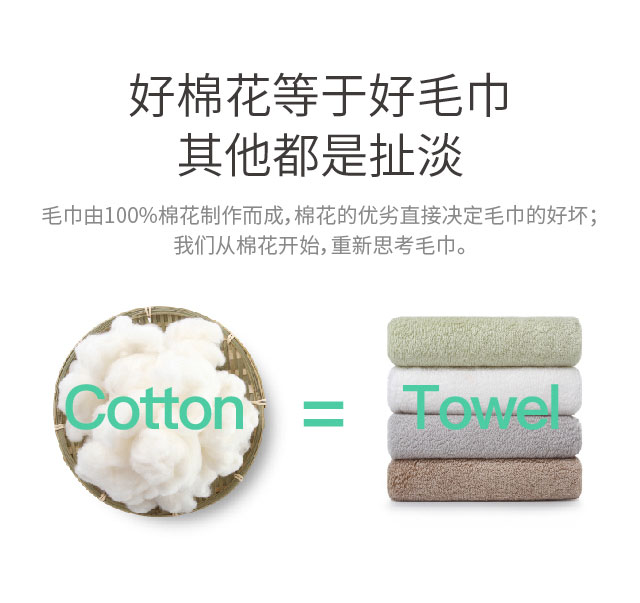 好棉花等于好毛巾
其他都是扯淡
毛巾由100%棉花制作而成，棉花的优劣直接决定毛巾的好坏；
我们从棉花开始，重新思考毛巾。
Cotton = Towel